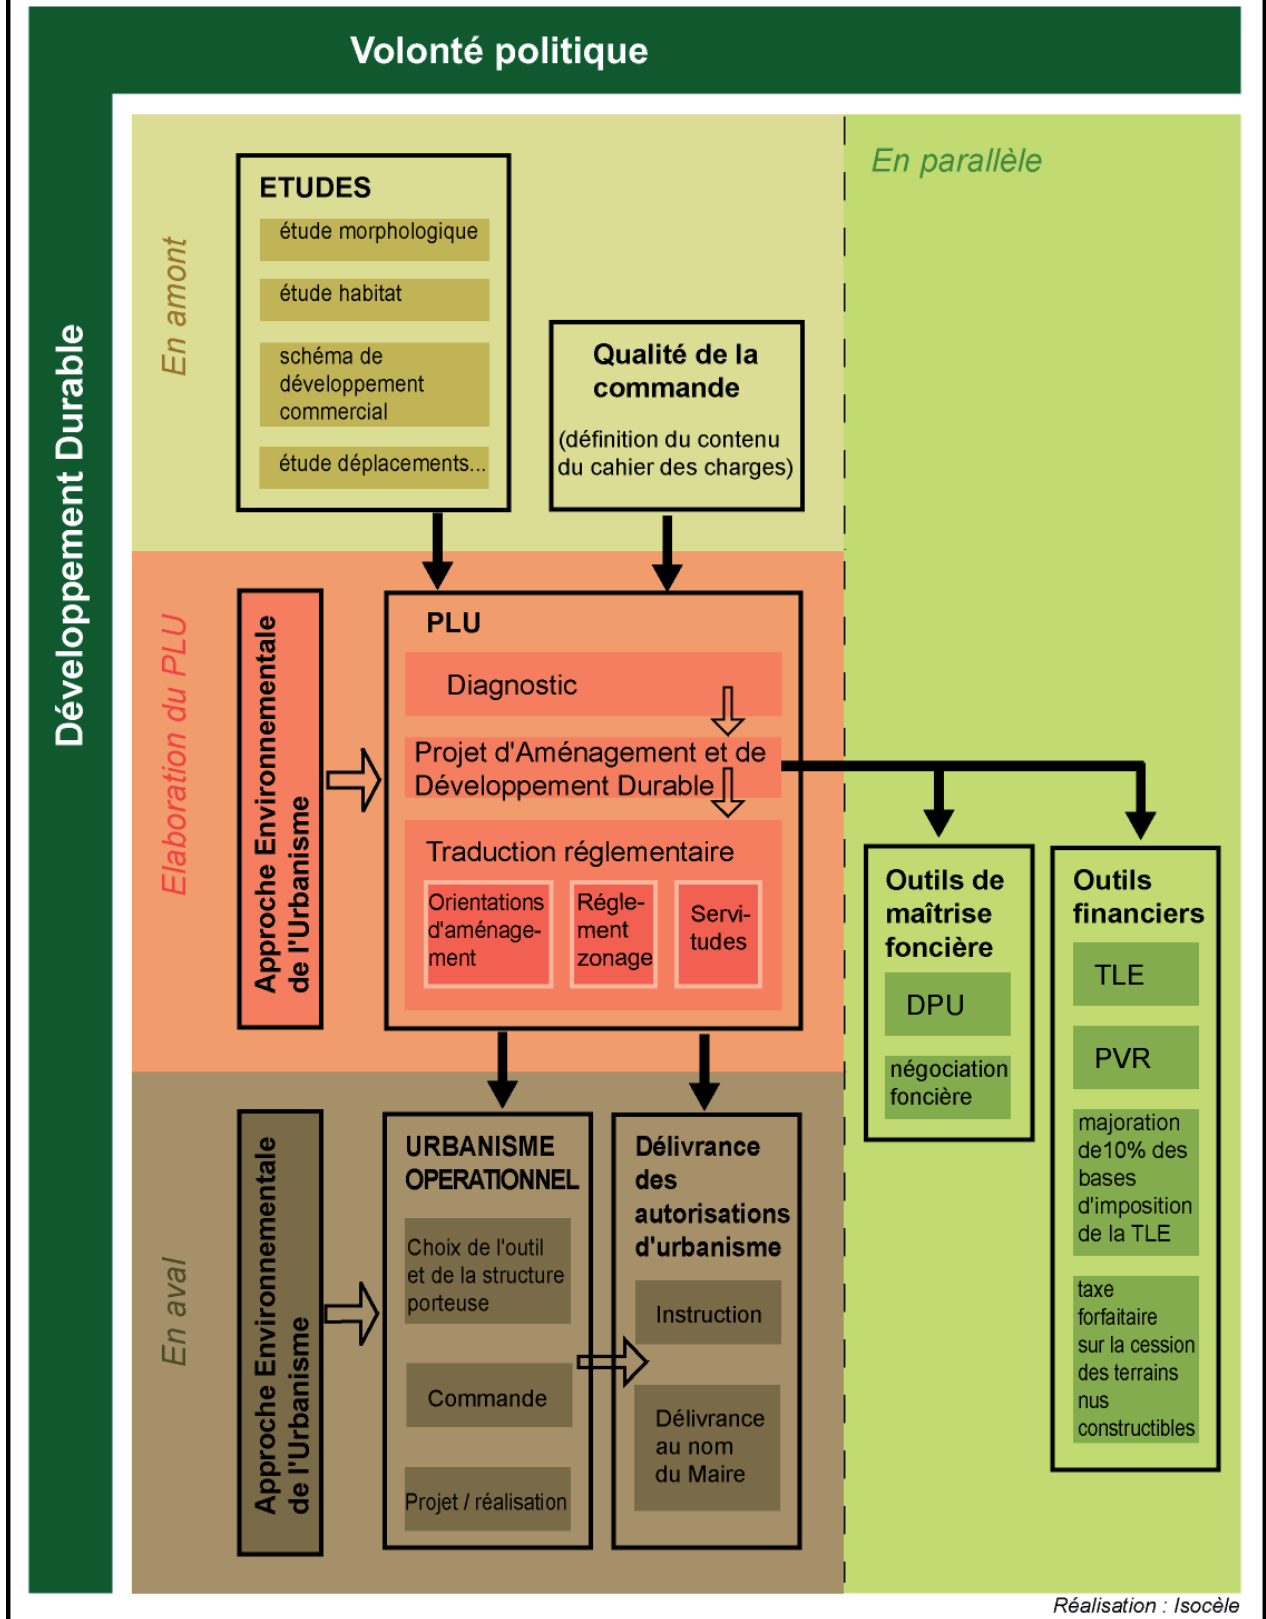 Volonté politique
Développement Durable
En amont
ETUDES
étude morphologique
étude habitat
schéma de
développement
commercial
étude déplacements...
Qualité de la
commande
(définition du contenu
du cahier des charges)
En parallèle
Elaboration du PLU
Approche Environnementale
de l'Urbanisme
PLU
Diagnostic
Projet d'Aménagement et de
Développement Durable
Traduction réglementaire
Orientations
d'aménage-
ment
Régle-
ment
zonage
Servi-
tudes
Outils de
maîtrise
foncière
DPU
négociation
foncière
Outils
financiers
TLE
PVR
majoration
de10% des
bases
d'imposition
de la TLE
taxe
forfaitaire
sur la cession
des terrains
nus
constructibles
En aval
Approche Environnementale
de l'Urbanisme
URBANISME
OPERATIONNEL
Choix de l'outil
et de la structure
porteuse
Commande
Projet / réalisation
Délivrance
des
autorisations
d'urbanisme
Instruction
Délivrance
au nom
du Maire
Réalisation : Isocèle